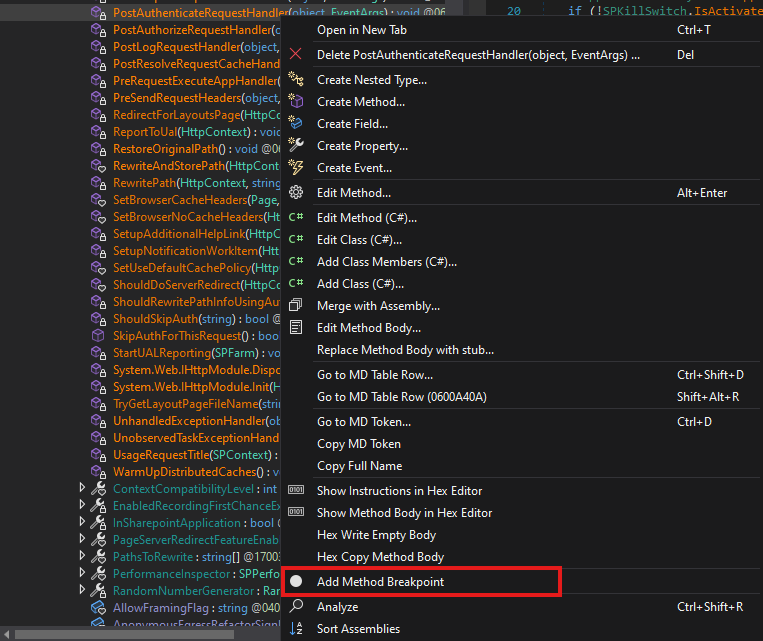 PostAuthenticateRequestHandler(object, EventArgs) : void @06
20 if (!SPKillSwitch.IsActivate
PostAuthorizeRequestHandler(o
PostLogRequestHandler(object,
PostResolveRequestCacheHand
PreRequestExecuteAppHandler(
PreSendRequestHeaders(object,
RedirectForLayoutsPage(HttpCo
ReportToUal(HttpContext) : void
RestoreOriginalPath() : void @06
RewriteAndStorePath(HttpCont
RewritePath(HttpContext, string
SetBrowserCacheHeaders(Page,
SetBrowserNoCacheHeaders(Ht
SetupAdditionalHelpLink(HttpC
SetupNotificationWorkItem(Htt
SetUseDefaultCachePolicy(Http
ShouldDoServerRedirect(HttpCo
ShouldRewritePathInfoUsingAu
ShouldSkipAuth(string) : bool @
SkipAuthForThisRequest() : boo
StartUALReporting(SPFarm) : vo
System.Web.IHttpModule.Dispo
System.Web.IHttpModule.Init(H
TryGetLayoutPageFileName(strin
UnhandledExceptionHandler(ob
UnobservedTaskExceptionHand
UsageRequestTitle(SPContext) :
WarmUpDistributedCaches() : v
ContextCompatibilityLevel : int
EnabledRecordingFirstChanceEx
InSharepointApplication : bool
PageServerRedirectFeatureEnab
PathsToRewrite : string[] @1700
PerformanceInspector : SPPerfo
RandomNumberGenerator : Ran
AllowFramingFlag : string @040
AnonymousEgressRefactorSignI
Open in New Tab Ctrl+T
Delete PostAuthenticateRequestHandler(object, EventArgs) ... Del
Create Nested Type...
Create Method...
Create Field...
Create Property...
Create Event...
Edit Method... Alt+Enter
C# Edit Method (C#)...
C# Edit Class (C#)...
C# Add Class Members (C#)...
C# Add Class (C#)...
Merge with Assembly...
Edit Method Body...
Replace Method Body with stub...
Go to MD Table Row... Ctrl+Shift+D
Go to MD Table Row (0600A40A) Shift+Alt+R
Go to MD Token... Ctrl+D
Copy MD Token
Copy Full Name
Show Instructions in Hex Editor
Show Method Body in Hex Editor
Hex Write Empty Body
Hex Copy Method Body
Add Method Breakpoint
Analyze Ctrl+Shift+R
Sort Assemblies